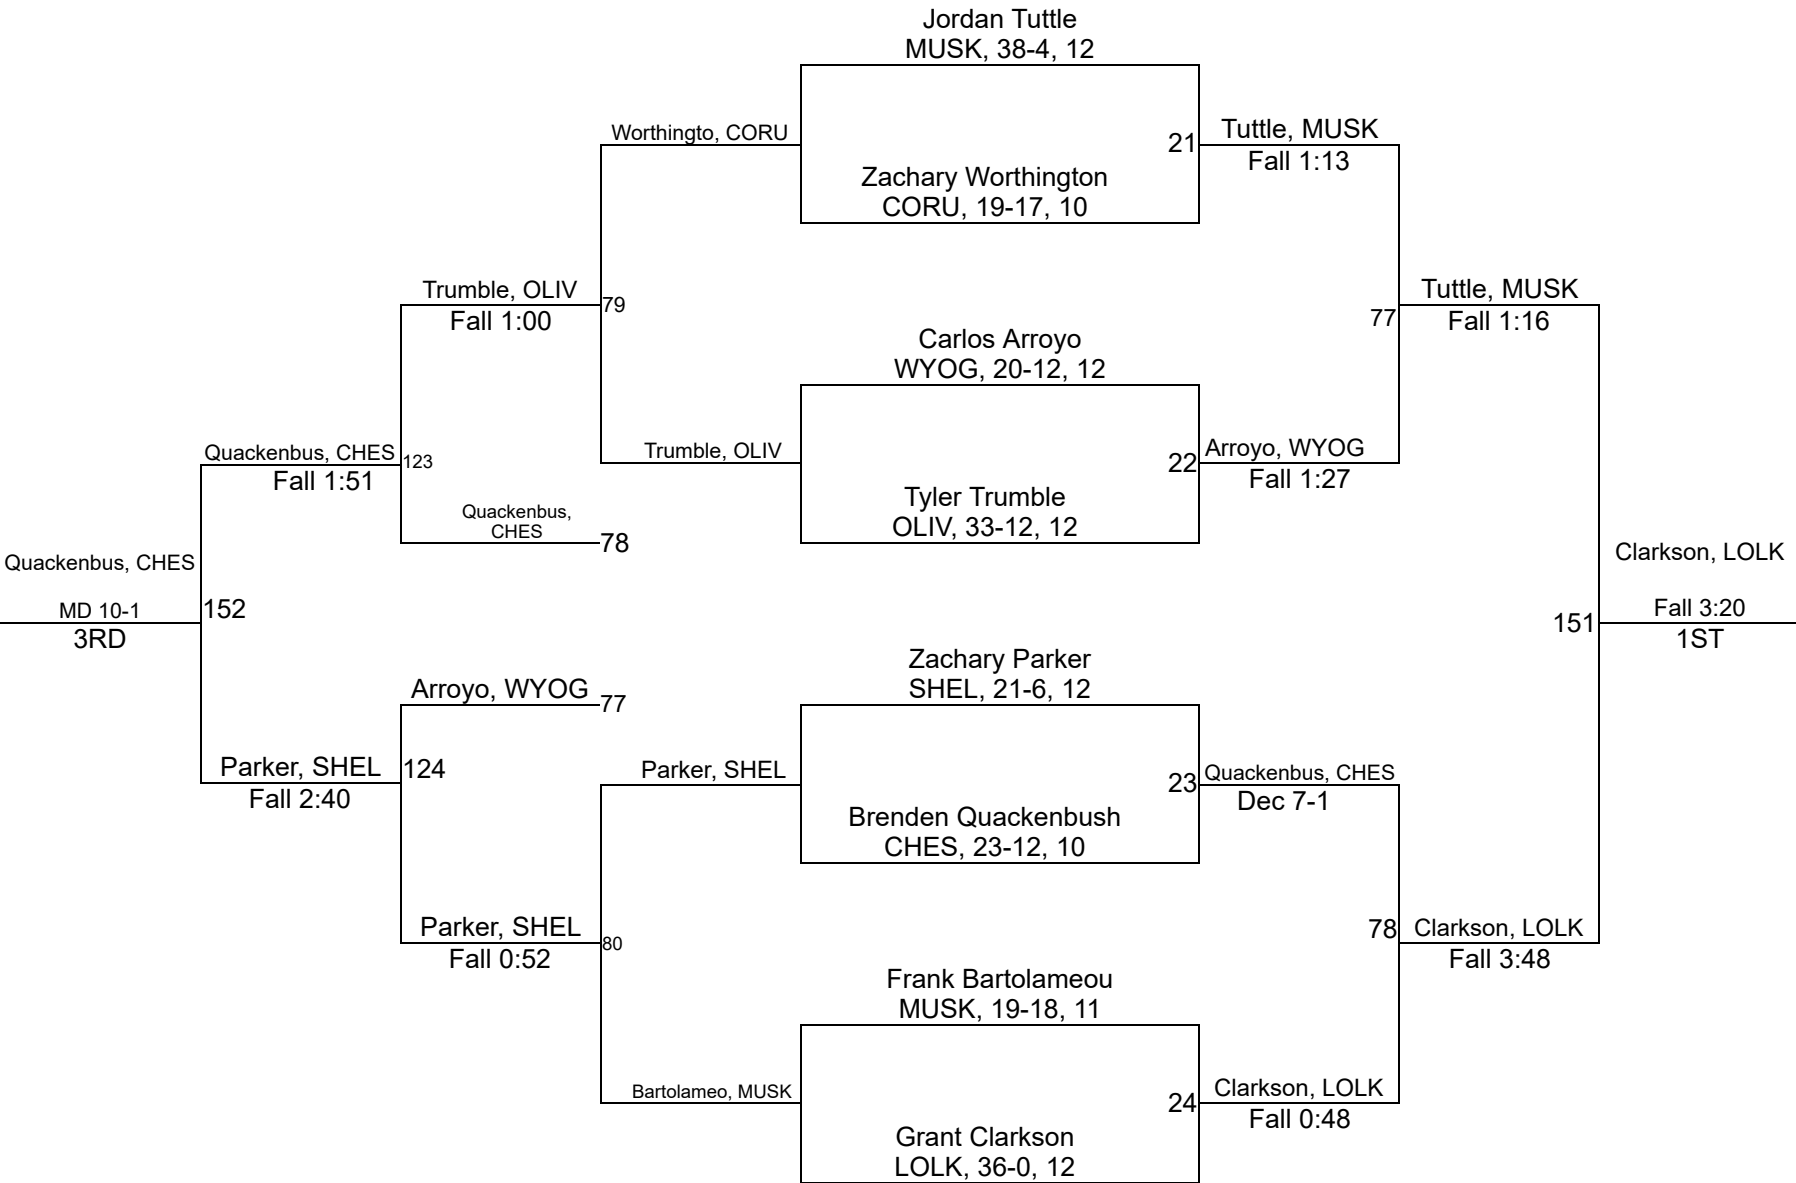 Jordan Tuttle
MUSK, 38-4, 12
Worthingto, CORU
21
Tuttle, MUSK
Fall 1:13
Zachary Worthington
CORU, 19-17, 10
Trumble, OLIV
79
Fall 1:00
Tuttle, MUSK
77
Fall 1:16
Carlos Arroyo
WYOG, 20-12, 12
Quackenbus, CHES
123
Fall 1:51
Trumble, OLIV
22
Arroyo, WYOG
Fall 1:27
Tyler Trumble
OLIV, 33-12, 12
Quackenbus,
CHES
78
Quackenbus, CHES
152
MD 10-1
3RD
Clarkson, LOLK
151
Fall 3:20
1ST
Arroyo, WYOG
77
Zachary Parker
SHEL, 21-6, 12
Parker, SHEL
124
Fall 2:40
Parker, SHEL
23
Quackenbus, CHES
Dec 7-1
Brenden Quackenbush
CHES, 23-12, 10
Parker, SHEL
80
Fall 0:52
78
Clarkson, LOLK
Fall 3:48
Frank Bartolameou
MUSK, 19-18, 11
Bartolameo, MUSK
24
Clarkson, LOLK
Fall 0:48
Grant Clarkson
LOLK, 36-0, 12